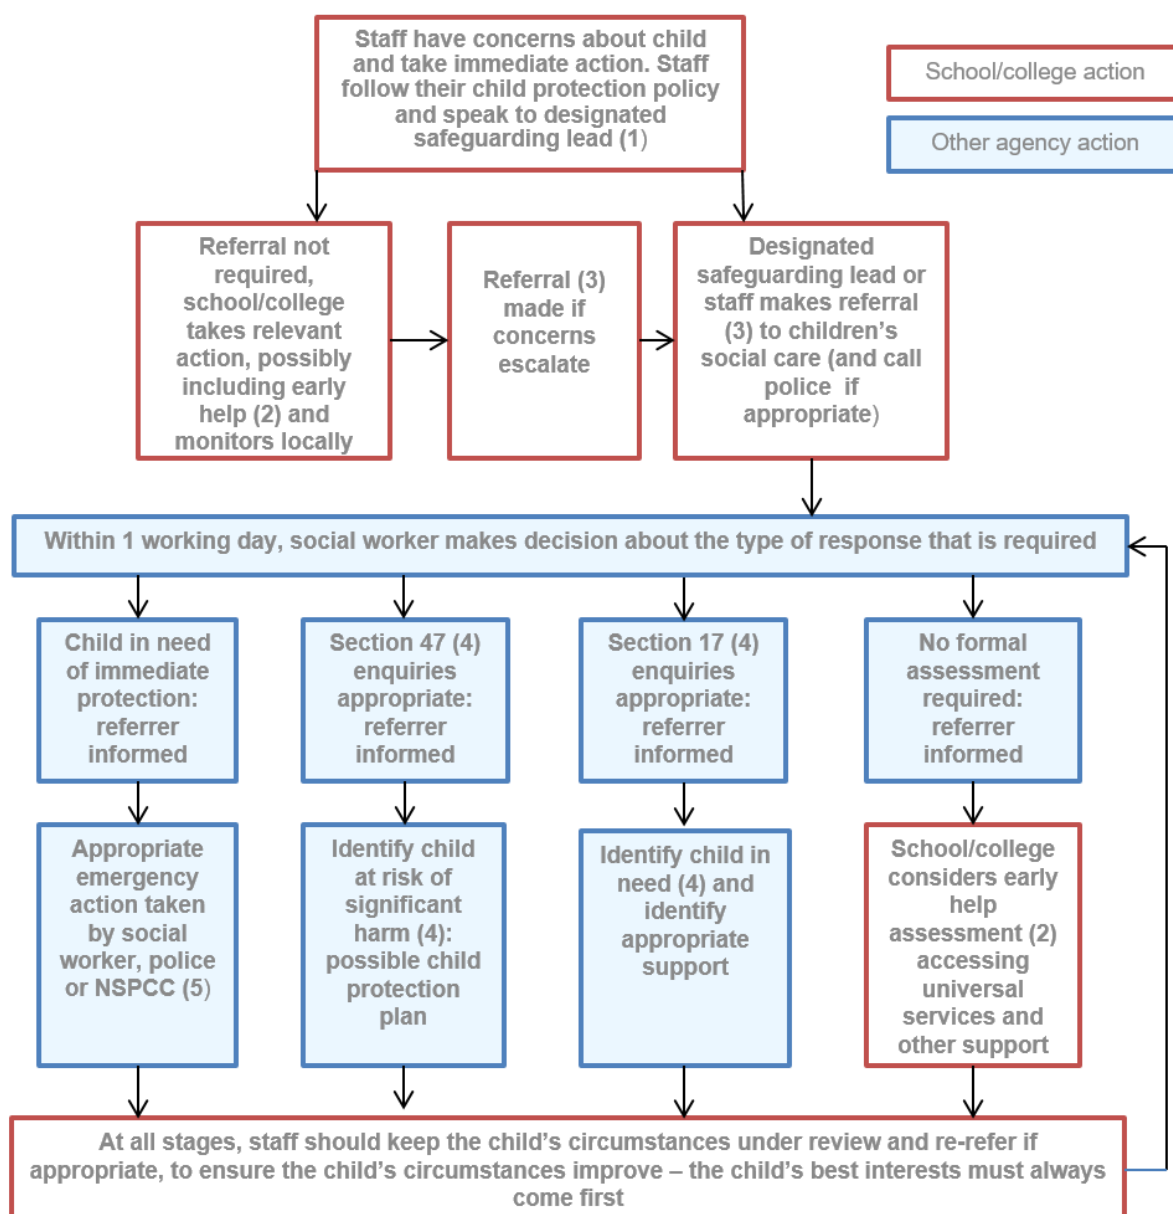 Staff have concerns about child
and take immediate action. Staff
follow their child protection policy
and speak to designated
safeguarding lead (1)
School/college action
Other agency action
Referral not
required,
school/college
takes relevant
action, possibly
including early
help (2) and
monitors locally
Referral (3)
made if
concerns
escalate
Designated
safeguarding lead or
staff makes referral
(3) to children’s
social care (and call
police if
appropriate)
Within 1 working day, social worker makes decision about the type of response that is required
Child in need
of immediate
protection:
referrer
informed
Section 47 (4)
enquiries
appropriate:
referrer
informed
Section 17 (4)
enquiries
appropriate:
referrer
informed
No formal
assessment
required:
referrer
informed
Appropriate
emergency
action taken
by social
worker, police
or NSPCC (5)
Identify child
at risk of
significant
harm (4):
possible child
protection
plan
Identify child in
need (4) and
identify
appropriate
support
School/college
considers early
help
assessment (2)
accessing
universal
services and
other support
At all stages, staff should keep the child’s circumstances under review and re-refer if
appropriate, to ensure the child’s circumstances improve – the child’s best interests must always
come first